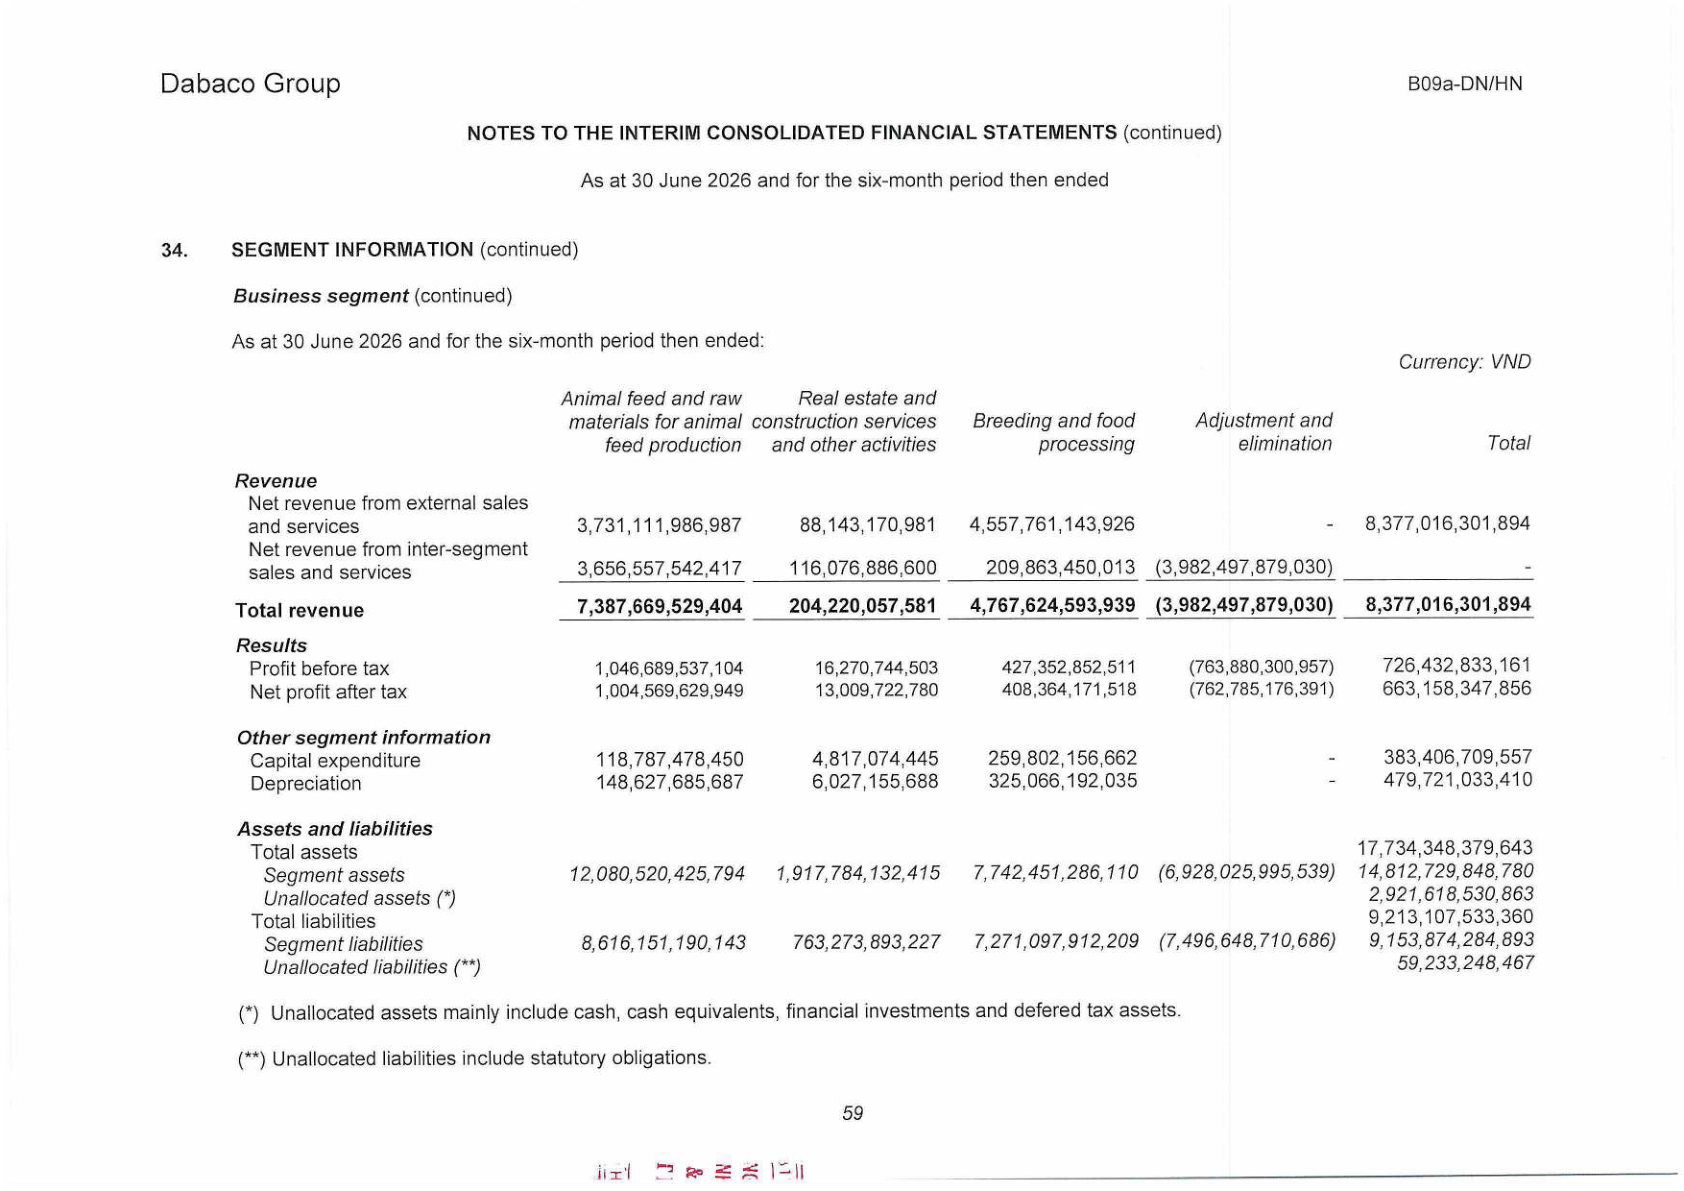 Dabaco Group
B09a-DN/HN
NOTES TO THE INTERIM CONSOLIDATED FINANCIAL STATEMENTS (continued)
As at 30 June 2026 and for the six-month period then ended
34. SEGMENT INFORMATION (continued)
Business segment (continued)
As at 30 June 2026 and for the six-month period then ended:
Currency: VND
Animal feed and raw materials for animal feed production
Real estate and construction services and other activities
Breeding and food processing
Adjustment and elimination
Total
Revenue
Net revenue from external sales
and services 3,731,111,986,987 88,143,170,981 4,557,761,143,926 - 8,377,016,301,894
Net revenue from inter-segment
sales and services 3,656,557,542,417 116,076,886,600 209,863,450,013 (3,982,497,879,030) -
Total revenue 7,387,669,529,404 204,220,057,581 4,767,624,593,939 (3,982,497,879,030) 8,377,016,301,894
Results
Profit before tax 1,046,689,537,104 16,270,744,503 427,352,852,511 (763,880,300,957) 726,432,833,161
Net profit after tax 1,004,569,629,949 13,009,722,780 408,364,171,518 (762,785,176,391) 663,158,347,856
Other segment information
Capital expenditure 118,787,478,450 4,817,074,445 259,802,156,662 - 383,406,709,557
Depreciation 148,627,685,687 6,027,155,688 325,066,192,035 - 479,721,033,410
Assets and liabilities
Total assets 17,734,348,379,643
Segment assets 12,080,520,425,794 1,917,784,132,415 7,742,451,286,110 (6,928,025,995,539) 14,812,729,848,780
Unallocated assets (*) 2,921,618,530,863
Total liabilities 9,213,107,533,360
Segment liabilities 8,616,151,190,143 763,273,893,227 7,271,097,912,209 (7,496,648,710,686) 9,153,874,284,893
Unallocated liabilities (**) 59,233,248,467
(*) Unallocated assets mainly include cash, cash equivalents, financial investments and defered tax assets.
(**) Unallocated liabilities include statutory obligations.
59